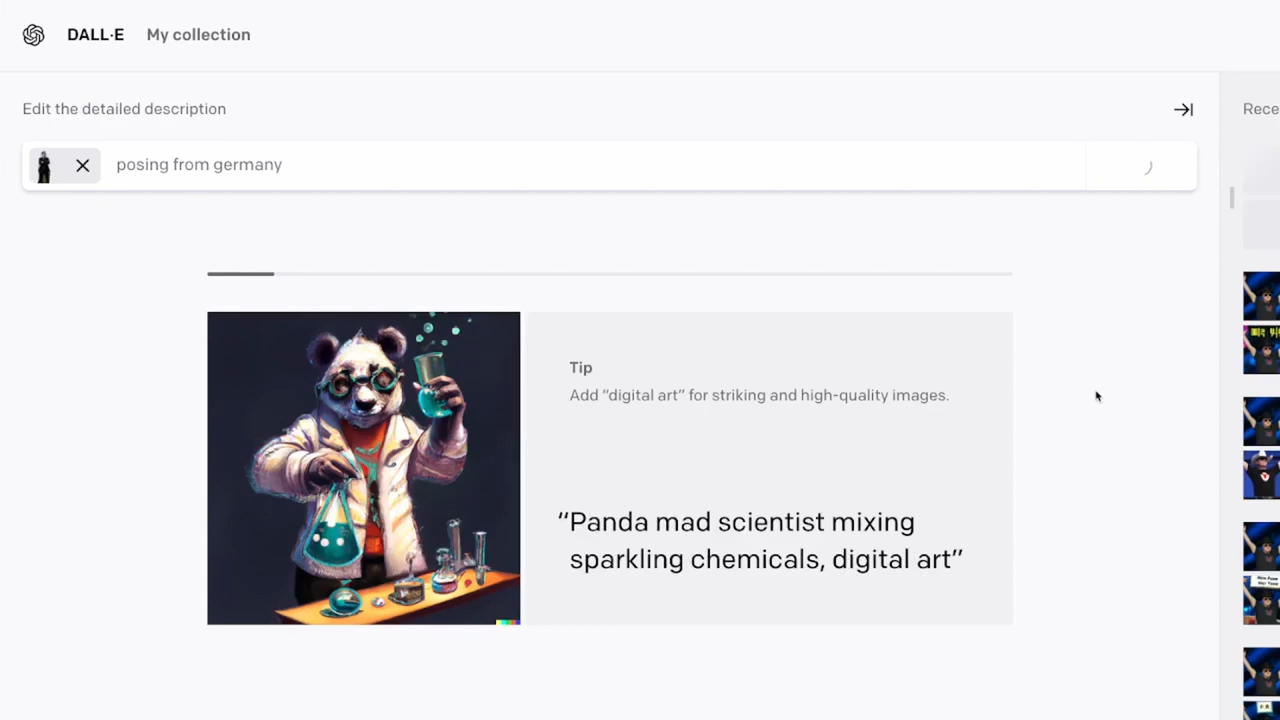 DALL·E My collection
Edit the detailed description
Rece
posing from germany
Tip
Add “digital art” for striking and high-quality images.
“Panda mad scientist mixing
sparkling chemicals, digital art”